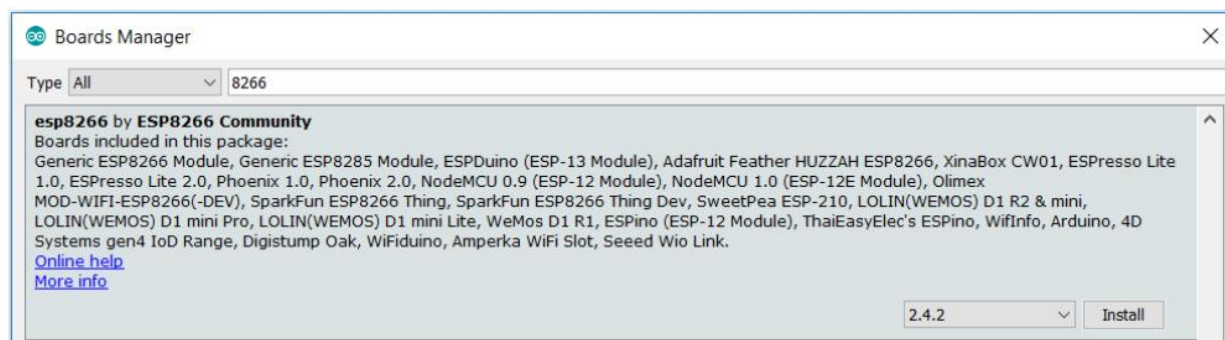 Boards Manager
Type All 8266
esp8266 by ESP8266 Community
Boards included in this package:
Generic ESP8266 Module, Generic ESP8285 Module, ESPDuino (ESP-13 Module), Adafruit Feather HUZZAH ESP8266, XinaBox CW01, ESPresso Lite
1.0, ESPresso Lite 2.0, Phoenix 1.0, Phoenix 2.0, NodeMCU 0.9 (ESP-12 Module), NodeMCU 1.0 (ESP-12E Module), Olimex
MOD-WIFI-ESP8266(-DEV), SparkFun ESP8266 Thing, SparkFun ESP8266 Thing Dev, SweetPea ESP-210, LOLIN(WEMOS) D1 R2 & mini,
LOLIN(WEMOS) D1 mini Pro, LOLIN(WEMOS) D1 mini Lite, WeMos D1 R1, ESPino (ESP-12 Module), ThaiEasyElec's ESPino, WifInfo, Arduino, 4D
Systems gen4 IoD Range, Digistump Oak, WiFiduino, Amperka WiFi Slot, Seeed Wio Link.
Online help
More info
2.4.2 Install